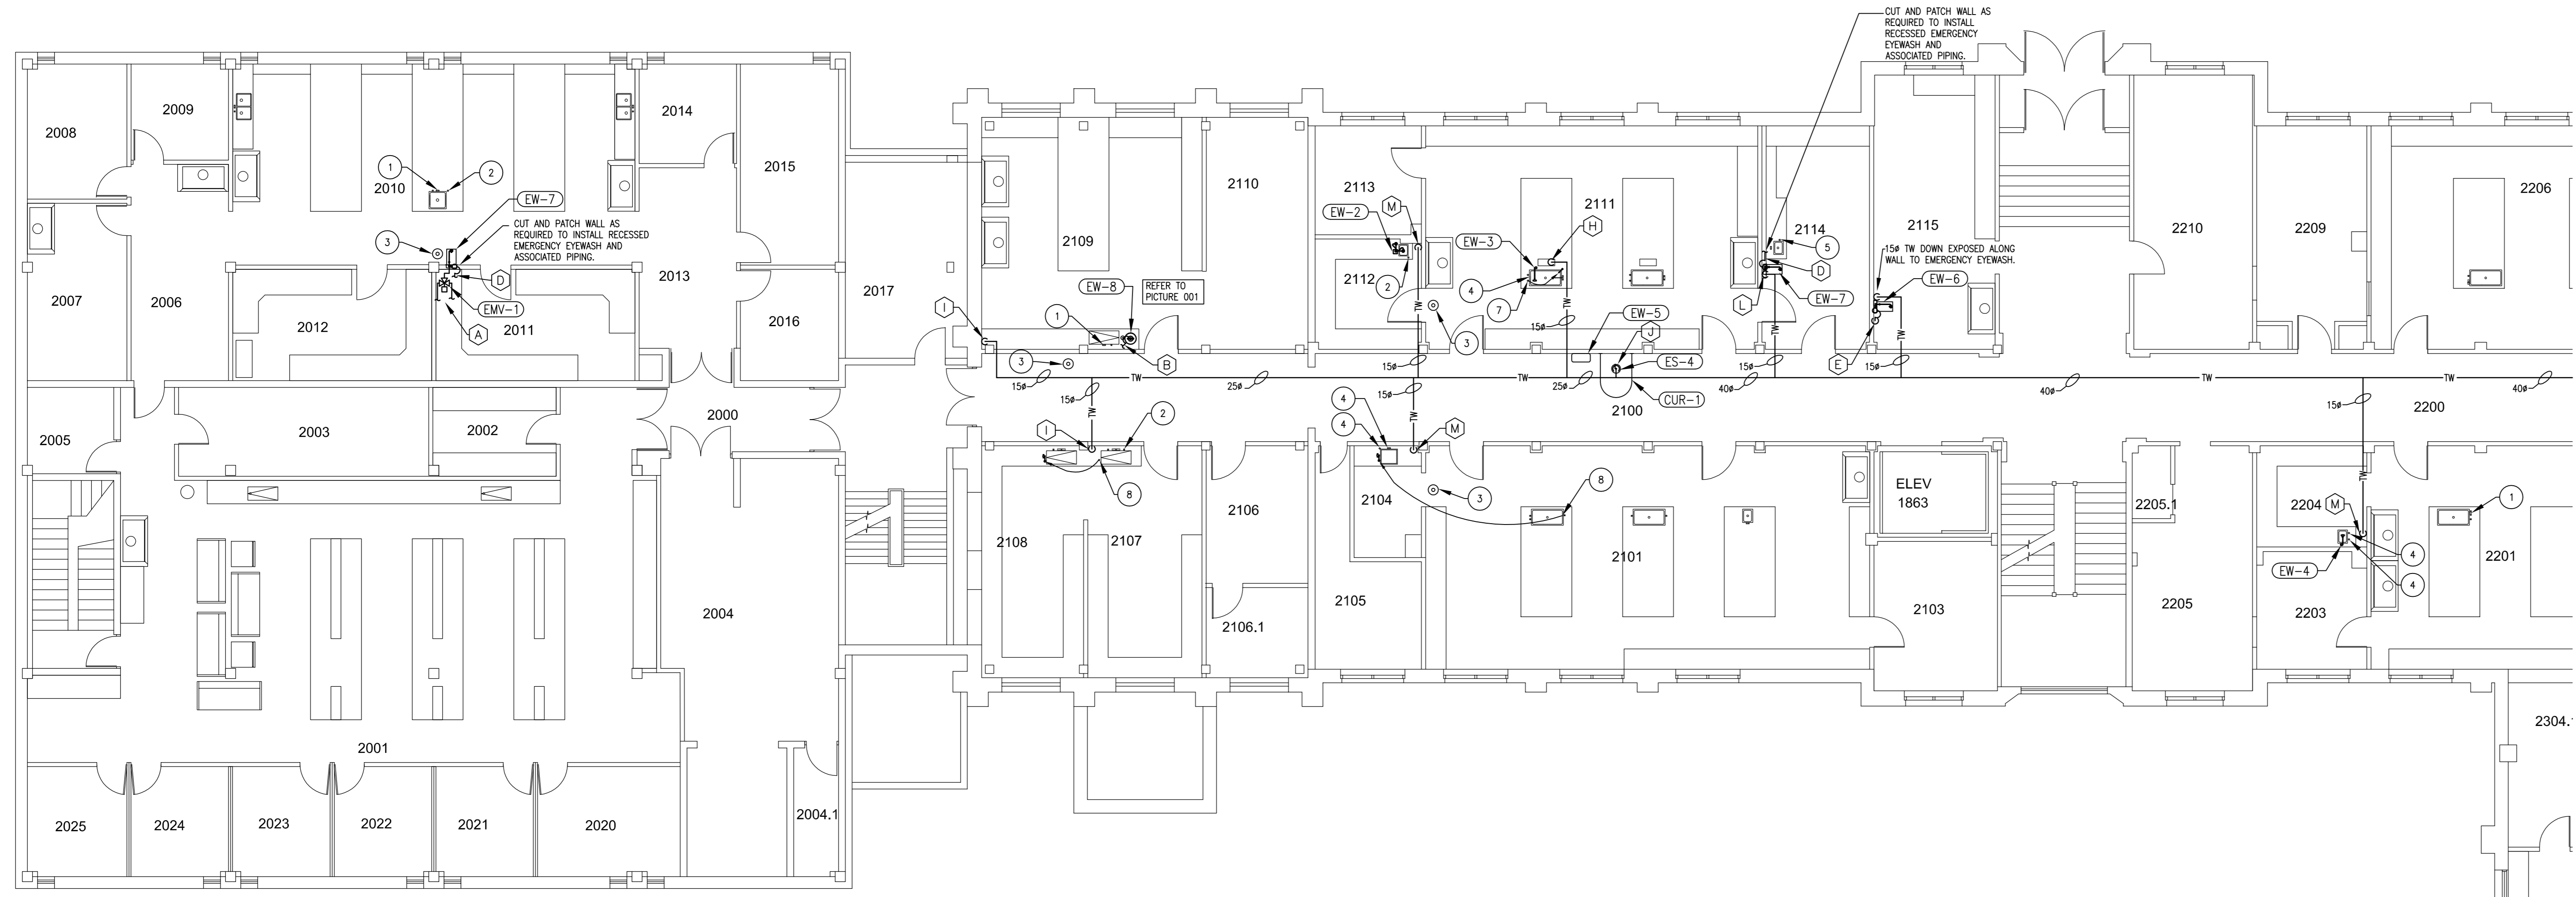 CUT AND PATCH WALL AS
REQUIRED TO INSTALL
RECESSED EMERGENCY
EYEWASH AND
ASSOCIATED PIPING.
2008
2009
2014
2015
1
2
2010
EW-7
3
CUT AND PATCH WALL AS
REQUIRED TO INSTALL RECESSED
EMERGENCY EYEWASH AND
ASSOCIATED PIPING.
D
EMV-1
A
2007
2006
2012
2011
2013
2016
2017
2109
2110
EW-8
REFER TO
PICTURE 001
1
I
3
B
2113
EW-2
M
2112
2
3
2111
EW-3
H
4
7
EW-5
J
ES-4
CUR-1
2100
2114
5
D
L
EW-7
2115
15ø TW DOWN EXPOSED ALONG
WALL TO EMERGENCY EYEWASH.
EW-6
E
2210
2209
2206
TW
TW
TW
TW
15ø
15ø
15ø
15ø
15ø
TW
25ø
TW
25ø
40ø
40ø
TW
TW
40ø
15ø
15ø
TW
TW
15ø
TW
2005
2003
2002
2000
2200
I
2
8
4
4
M
3
8
2108
2107
2106
2106.1
2104
2105
2101
ELEV
1863
2103
2205.1
2205
2204
M
EW-4
4
4
2203
1
2201
2004
2001
2004.1
2025
2024
2023
2022
2021
2020
2304.